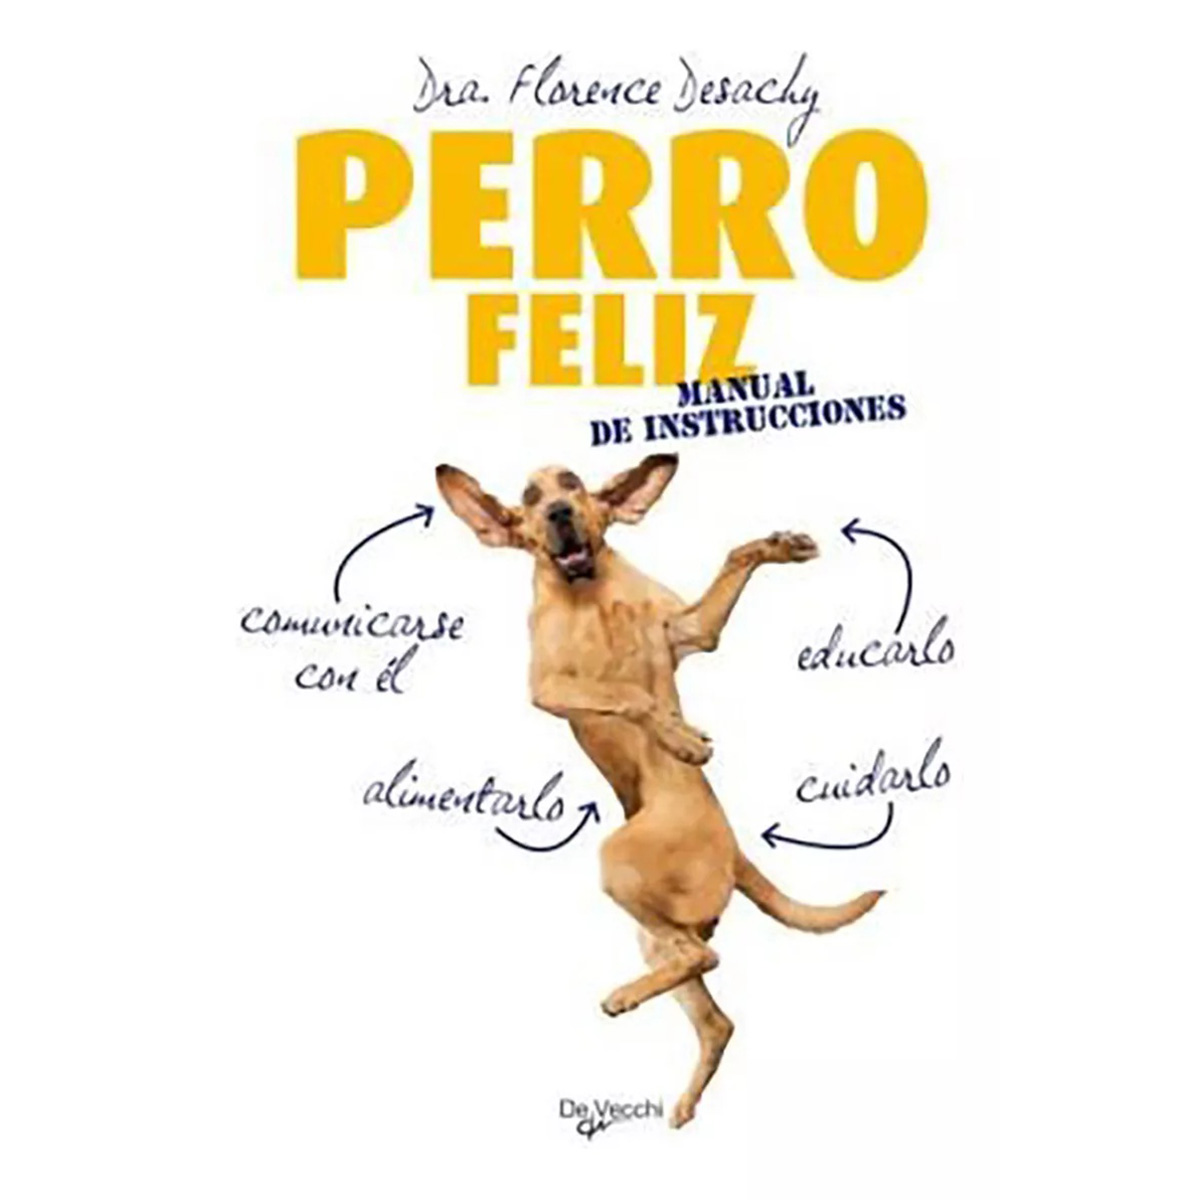 Dra. Florence Desachy
PERRO
FELIZ
MANUAL
DE INSTRUCCIONES
comunicarse
con él
educarlo
alimentarlo
cuidarlo
De Vecchi